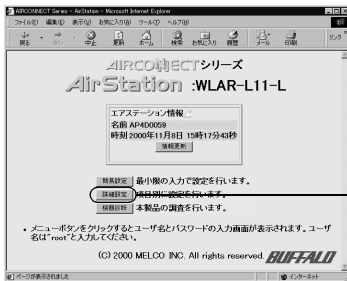 AIRCONNECT Series - AirStation - Microsoft Internet Explorer
ファイル(F) 編集(E) 表示(V) お気に入り(A) ツール(T) ヘルプ(H)
戻る 中止 更新 ホーム 検索 お気に入り 履歴 メール 印刷 リンク
AIRCONNECTシリーズ
AirStation :WLAR-L11-L
エアステーション情報
名前 AP4D0059
時刻 2000年11月8日 15時17分43秒
情報更新
簡易設定 最小限の入力で設定を行います。
詳細設定 項目別に設定を行います。
機器診断 本製品の調査を行います。
• メニューボタンをクリックするとユーザ名とパスワードの入力画面が表示されます。ユーザ
名は"root"と入力してください。
(C) 2000 MELCO INC. All rights reserved. BUFFALO
ページが表示されました インターネット